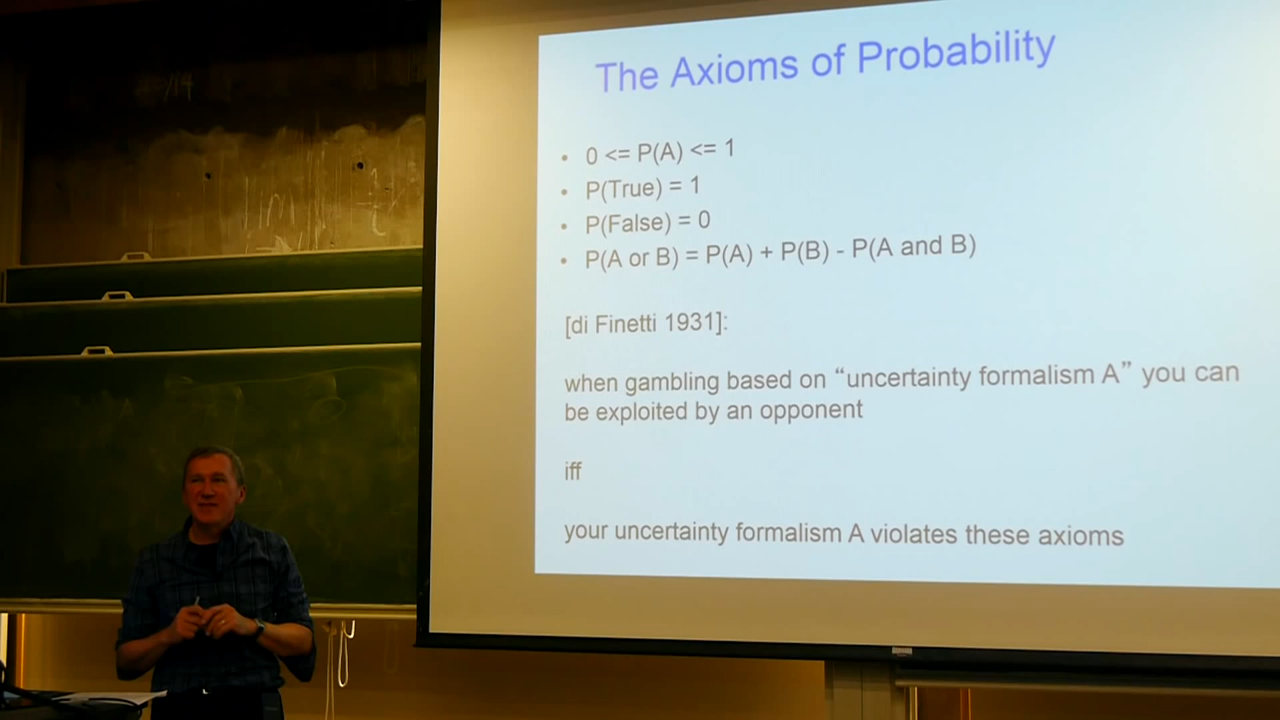 The Axioms of Probability
• 0 <= P(A) <= 1
• P(True) = 1
• P(False) = 0
• P(A or B) = P(A) + P(B) - P(A and B)
[di Finetti 1931]:
when gambling based on “uncertainty formalism A” you can
be exploited by an opponent
iff
your uncertainty formalism A violates these axioms